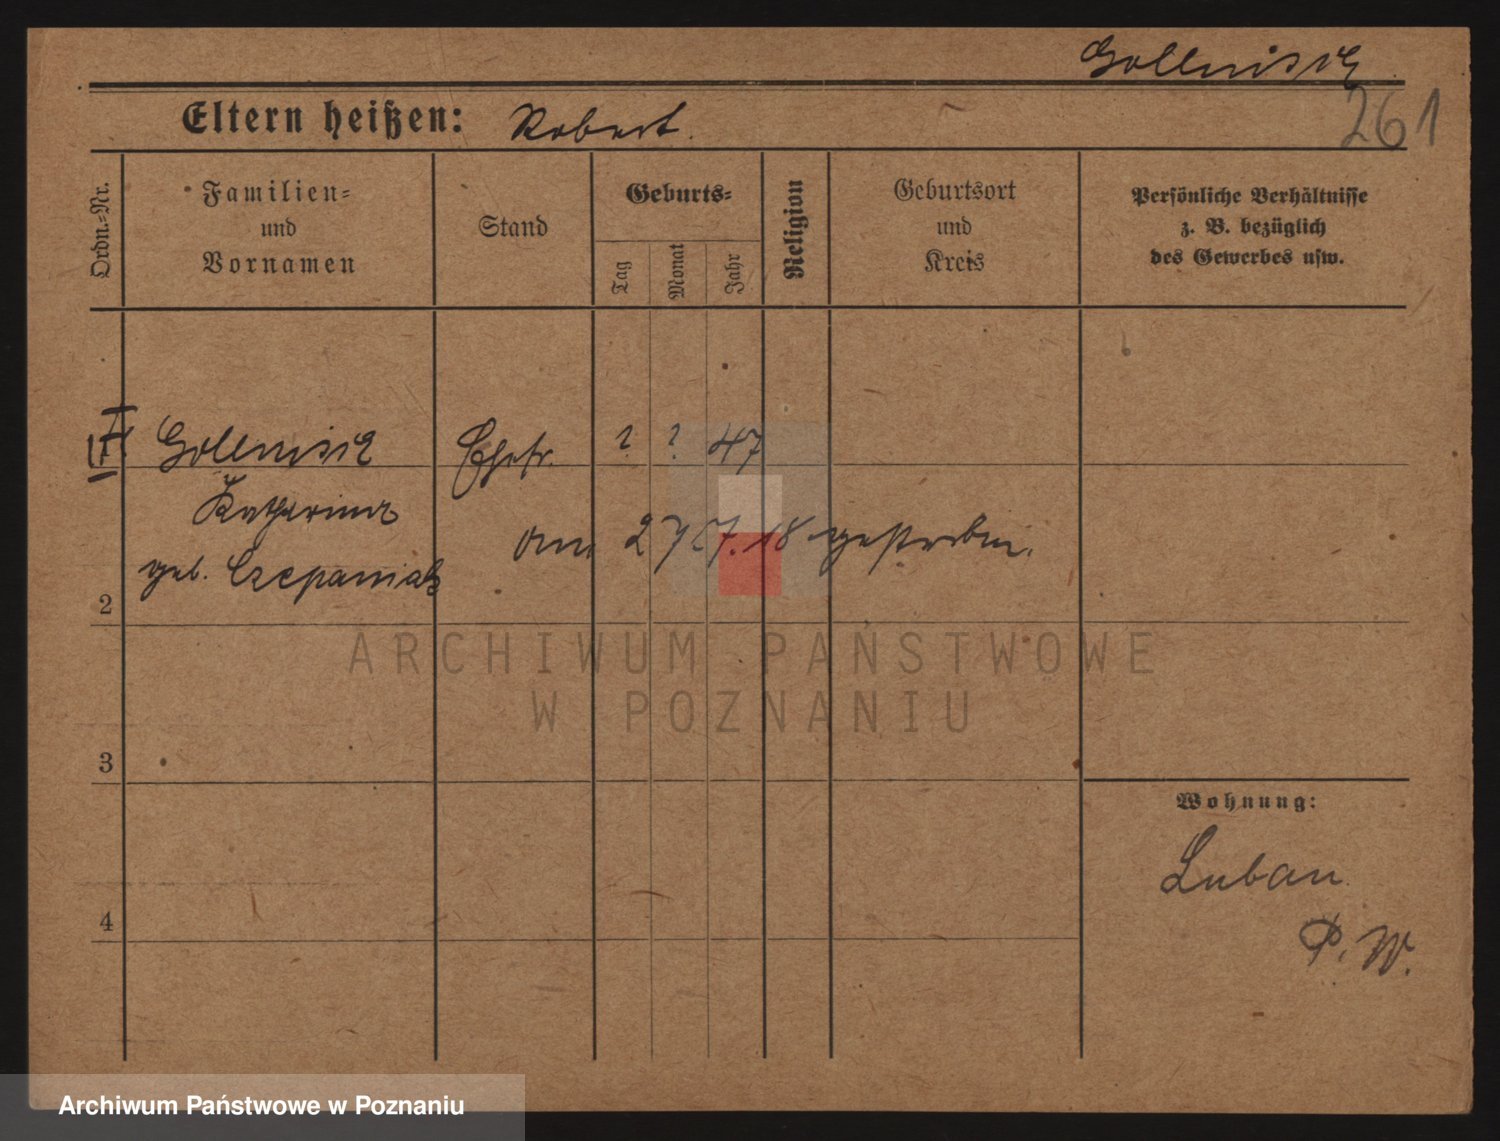 Gollnisch
261
Eltern heißen: Robert.
Ordn.-Nr.
Familien-
und
Vornamen
Stand
Geburts-
Tag
Monat
Jahr
Religion
Geburtsort
und
Kreis
Persönliche Verhältnisse
z. B. bezüglich
des Gewerbes usw.
Gollnisch Ehefr. ? ? 47
Katharina
geb. Czepaniak
am 27.7.18 gestorben.
2
3
4
Wohnung:
Luban
P. W.
ARCHIWUM PAŃSTWOWE
W POZNANIU
Archiwum Państwowe w Poznaniu